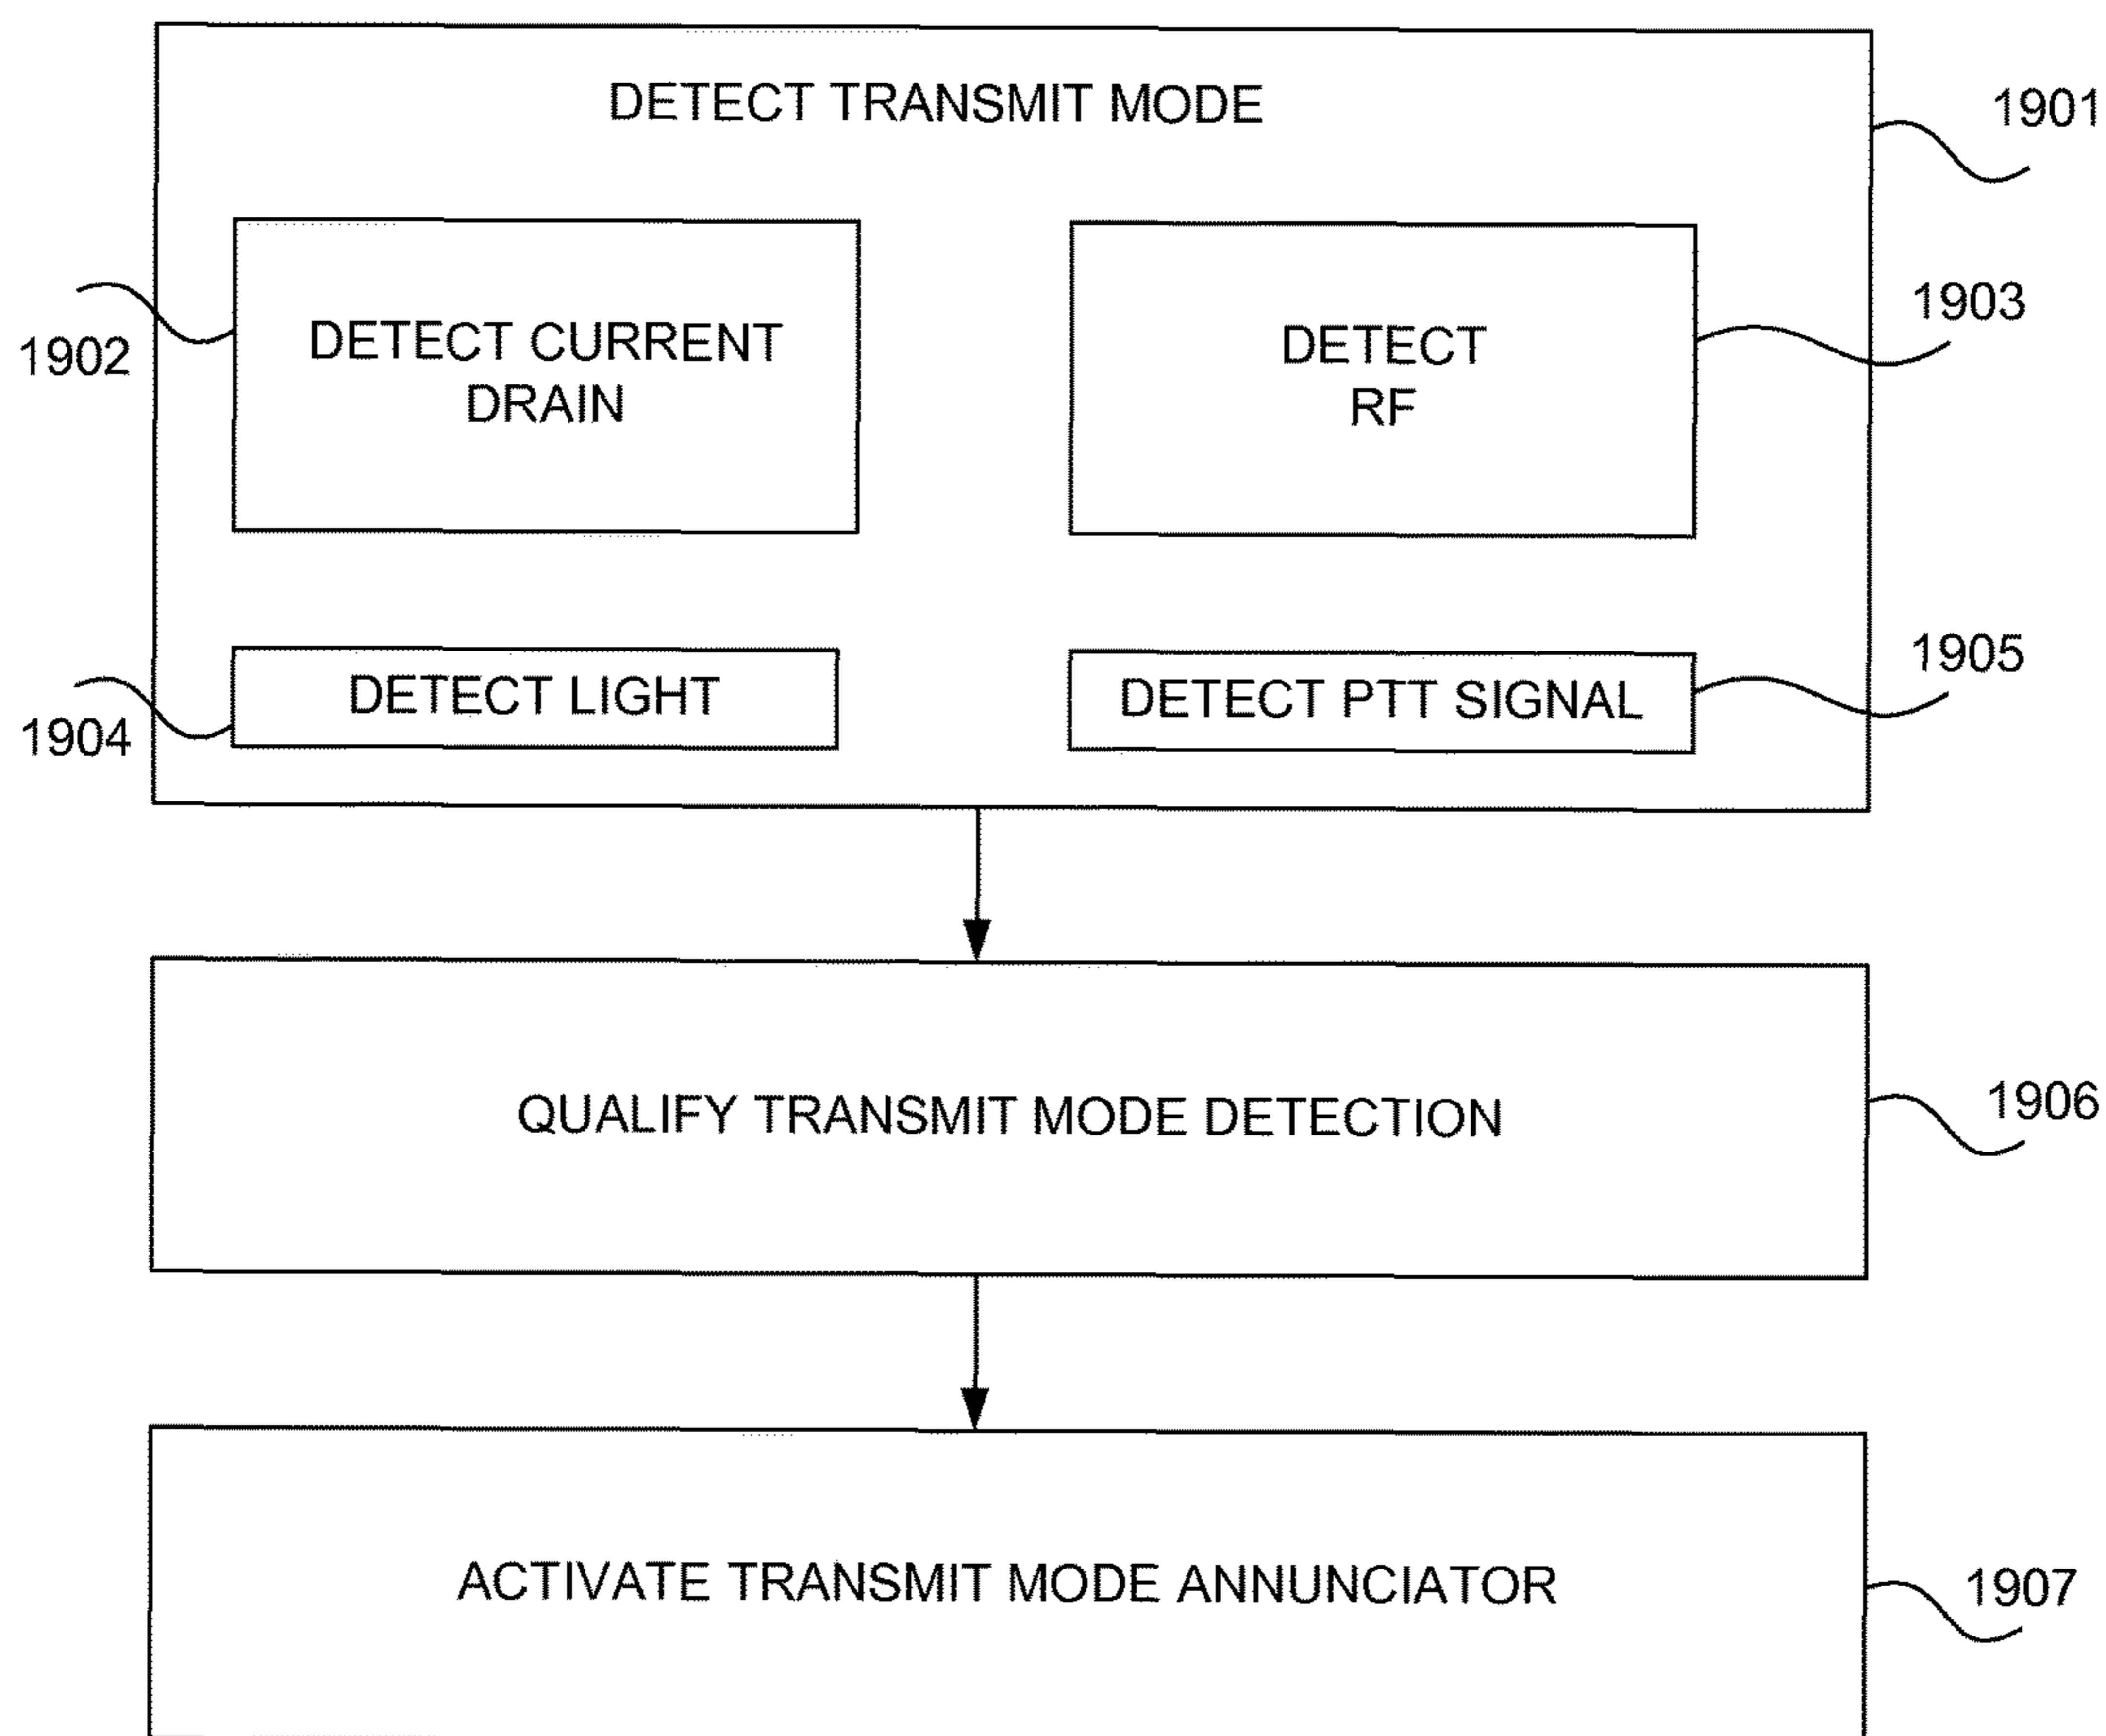 DETECT TRANSMIT MODE
1901
DETECT CURRENT
DRAIN
1902
DETECT
RF
1903
DETECT LIGHT
1904
DETECT PTT SIGNAL
1905
QUALIFY TRANSMIT MODE DETECTION
1906
ACTIVATE TRANSMIT MODE ANNUNCIATOR
1907